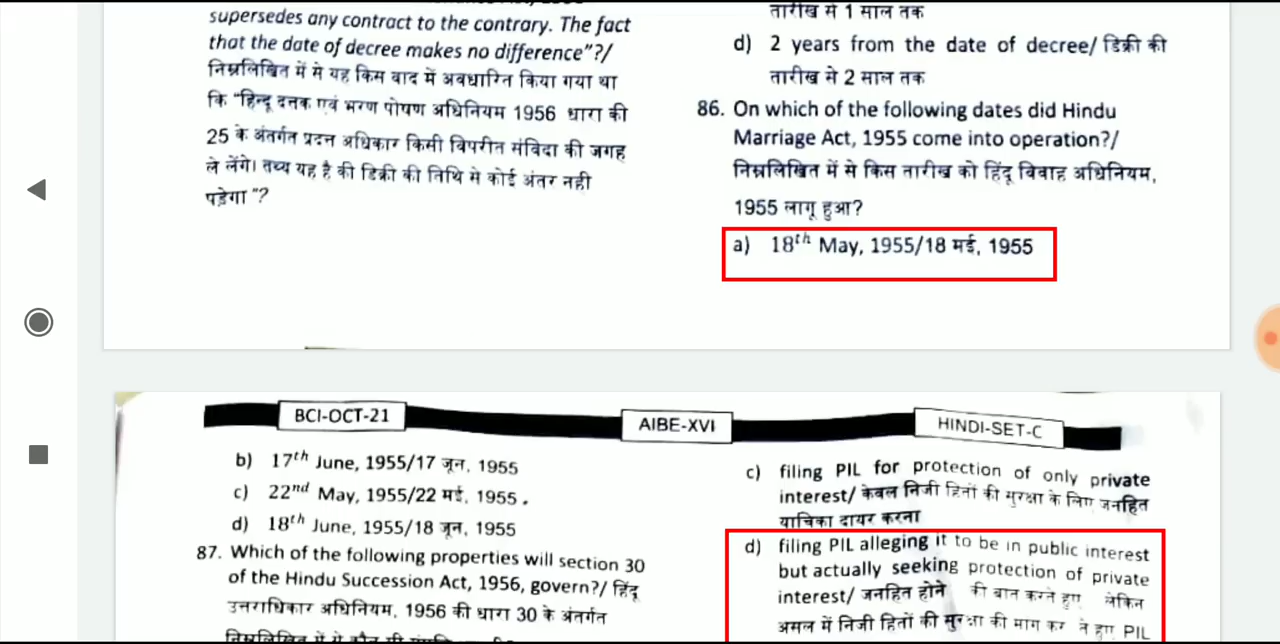 supersedes any contract to the contrary. The fact
that the date of decree makes no difference"?/
निम्नलिखित में से यह किस वाद में अवधारित किया गया था
कि "हिन्दू दत्तक एवं भरण पोषण अधिनियम 1956 धारा की
25 के अंतर्गत प्रदत्त अधिकार किसी विपरीत संविदा की जगह
ले लेंगे। तथ्य यह है की डिक्री की तिथि से कोई अंतर नही
पड़ेगा "?
तारीख से 1 साल तक
d) 2 years from the date of decree/ डिक्री की
तारीख से 2 साल तक
86. On which of the following dates did Hindu
Marriage Act, 1955 come into operation?/
निम्नलिखित में से किस तारीख को हिंदू विवाह अधिनियम,
1955 लागू हुआ?
a) 18th May, 1955/18 मई, 1955
BCI-OCT-21
AIBE-XVI
HINDI-SET-C
b) 17th June, 1955/17 जून, 1955
c) 22nd May, 1955/22 मई, 1955 .
d) 18th June, 1955/18 जून, 1955
87. Which of the following properties will section 30
of the Hindu Succession Act, 1956, govern?/ हिंदू
उत्तराधिकार अधिनियम, 1956 की धारा 30 के अंतर्गत
निम्नलिखित में से कौन सी
c) filing PIL for protection of only private
interest/ केवल निजी हितों की सुरक्षा के लिए जनहित
याचिका दायर करना
d) filing PIL alleging it to be in public interest
but actually seeking protection of private
interest/ जनहित होने की बात करते हुए लेकिन
असल में निजी हितों की सुरक्षा की माग कर ते हुए PIL